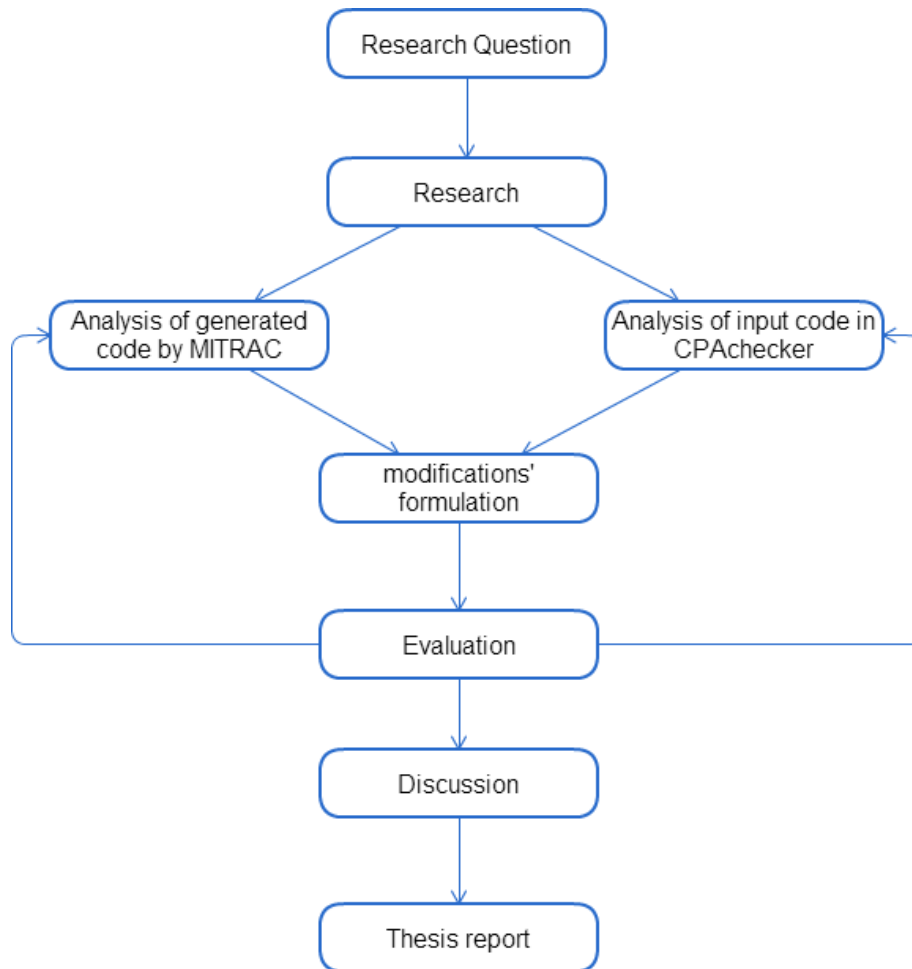 Research Question
Research
Analysis of generated
code by MITRAC
Analysis of input code in
CPAchecker
modifications'
formulation
Evaluation
Discussion
Thesis report